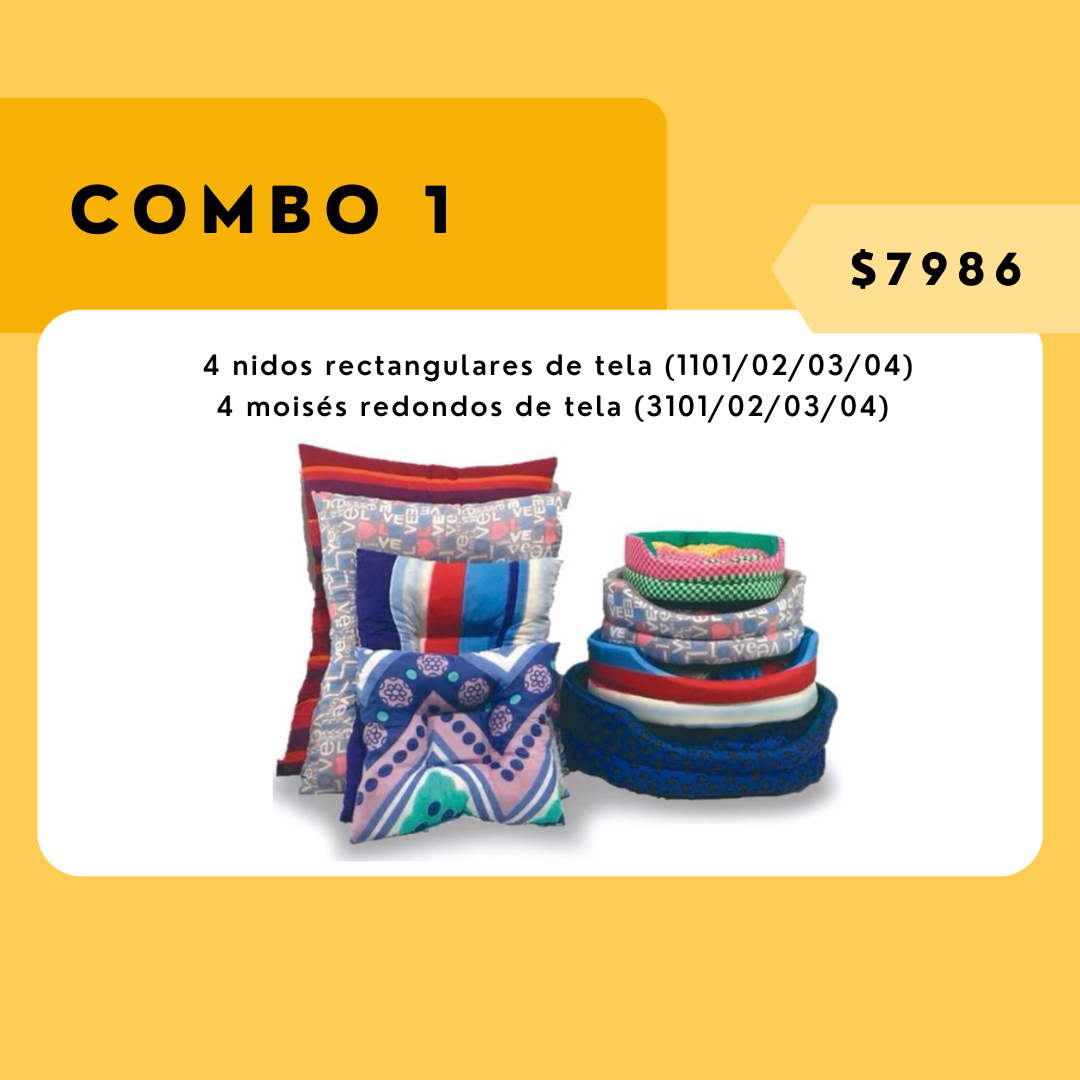 COMBO 1
$7986
4 nidos rectangulares de tela (1101/02/03/04)
4 moisés redondos de tela (3101/02/03/04)